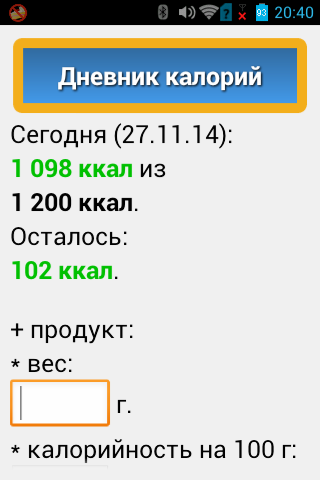 93 20:40
Дневник калорий
Сегодня (27.11.14):
1 098 ккал из
1 200 ккал.
Осталось:
102 ккал.
+ продукт:
* вес:
г.
* калорийность на 100 г: